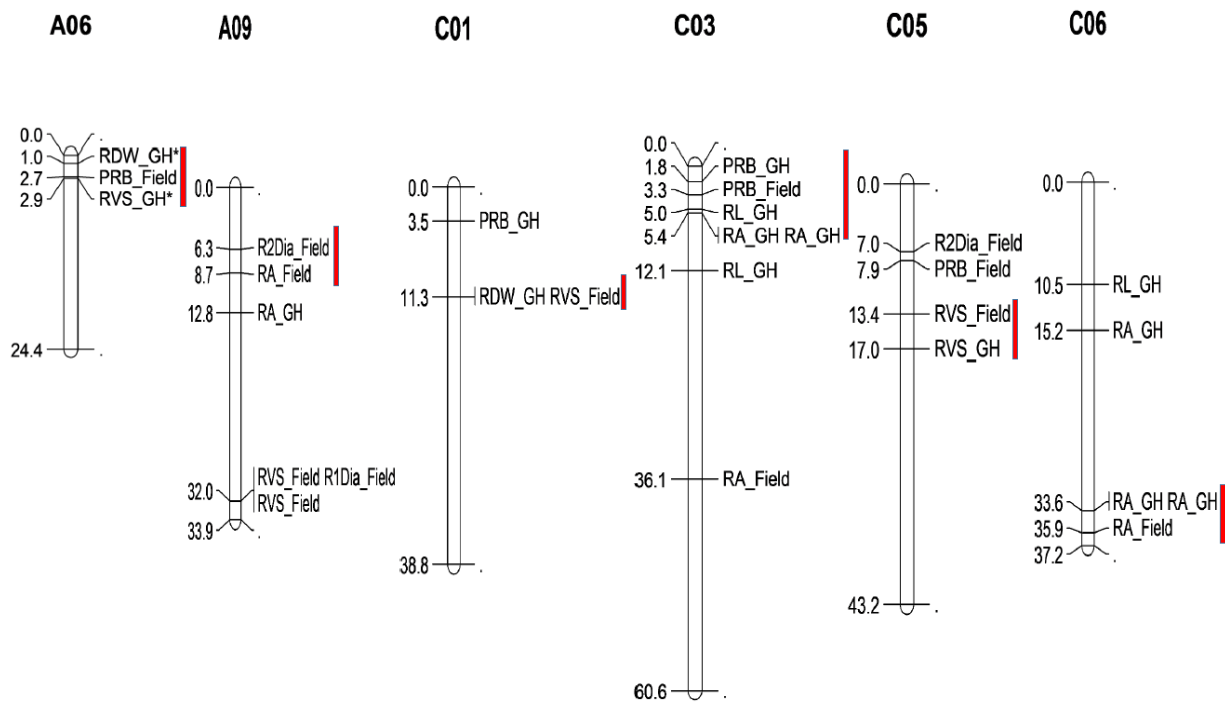 A06 A09 C01 C03 C05 C06
0.0 .
1.0 RDW_GH*
2.7 PRB_Field
2.9 RVS_GH*
24.4 .
0.0 .
6.3 R2Dia_Field
8.7 RA_Field
12.8 RA_GH
RVS_Field R1Dia_Field
32.0 RVS_Field
33.9 .
0.0 .
3.5 PRB_GH
11.3 RDW_GH RVS_Field
38.8 .
0.0 .
1.8 PRB_GH
3.3 PRB_Field
5.0 RL_GH
5.4 RA_GH RA_GH
12.1 RL_GH
36.1 RA_Field
60.6 .
0.0 .
7.0 R2Dia_Field
7.9 PRB_Field
13.4 RVS_Field
17.0 RVS_GH
43.2 .
0.0 .
10.5 RL_GH
15.2 RA_GH
33.6 RA_GH RA_GH
35.9 RA_Field
37.2 .